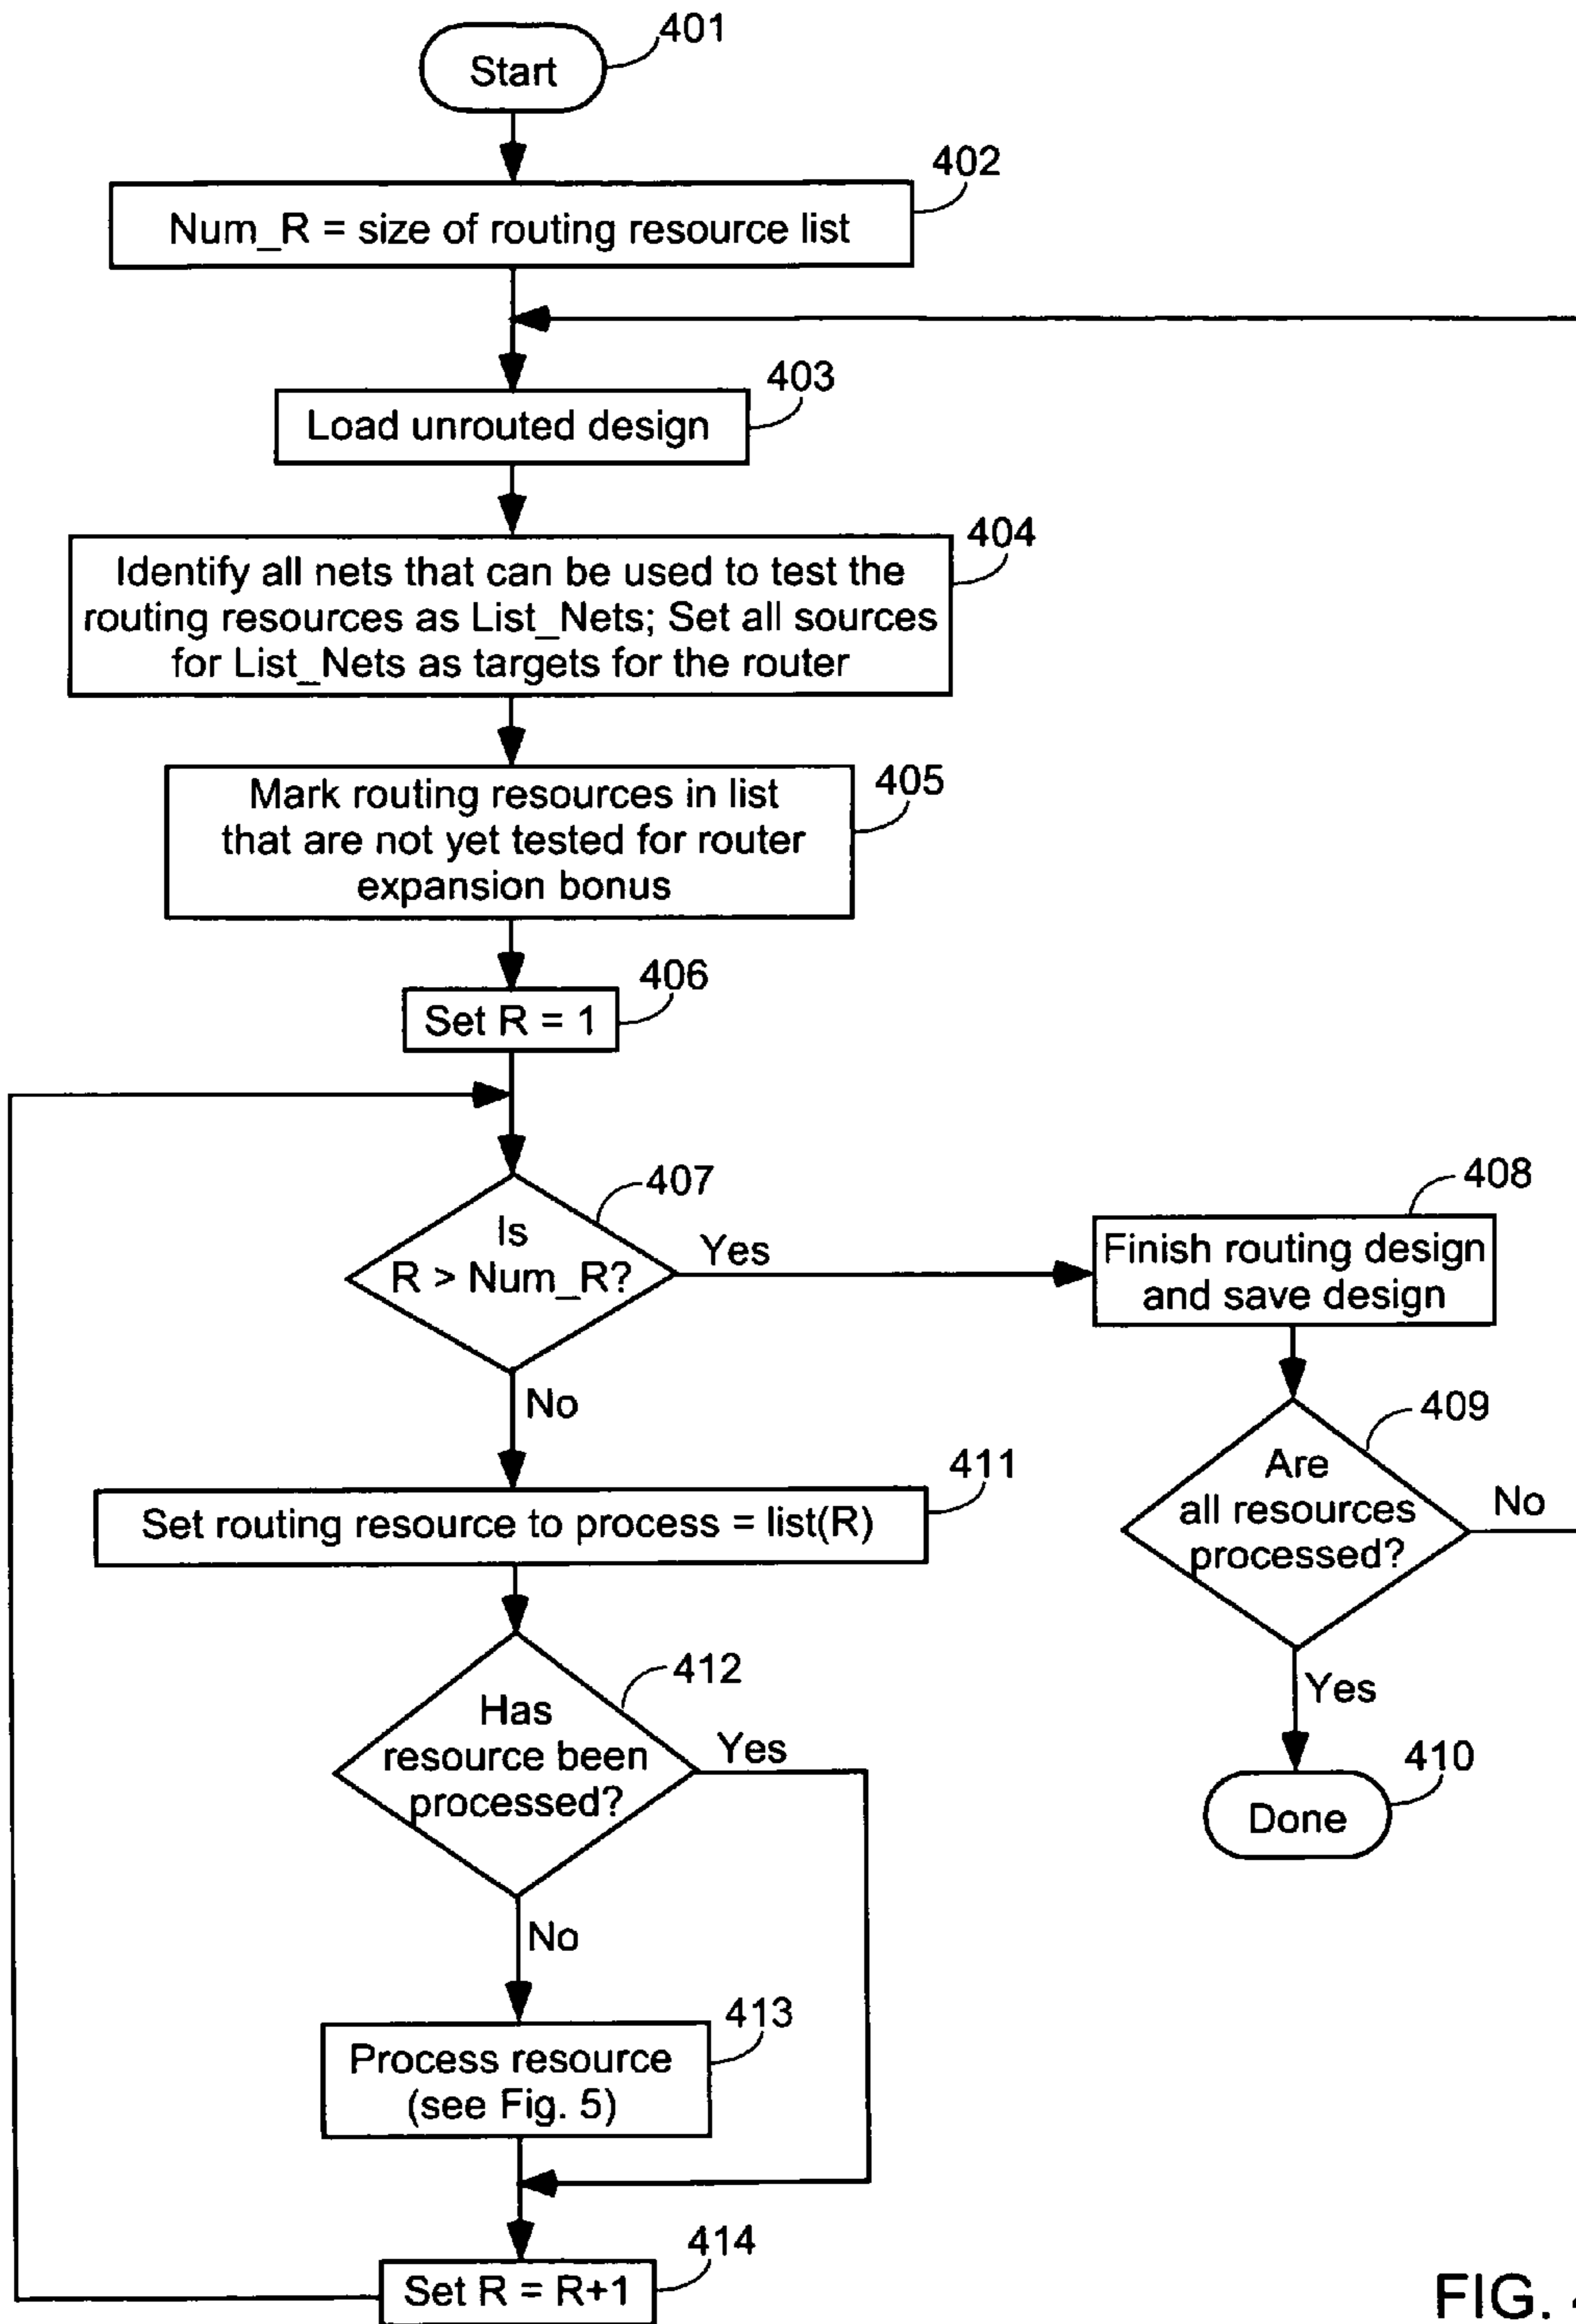 Start
401
402
Num_R = size of routing resource list
403
Load unrouted design
404
Identify all nets that can be used to test the
routing resources as List_Nets; Set all sources
for List_Nets as targets for the router
405
Mark routing resources in list
that are not yet tested for router
expansion bonus
406
Set R = 1
407
Is
R > Num_R?
Yes
No
408
Finish routing design
and save design
409
Are
all resources
processed?
No
Yes
410
Done
411
Set routing resource to process = list(R)
412
Has
resource been
processed?
Yes
No
413
Process resource
(see Fig. 5)
414
Set R = R+1
FIG.